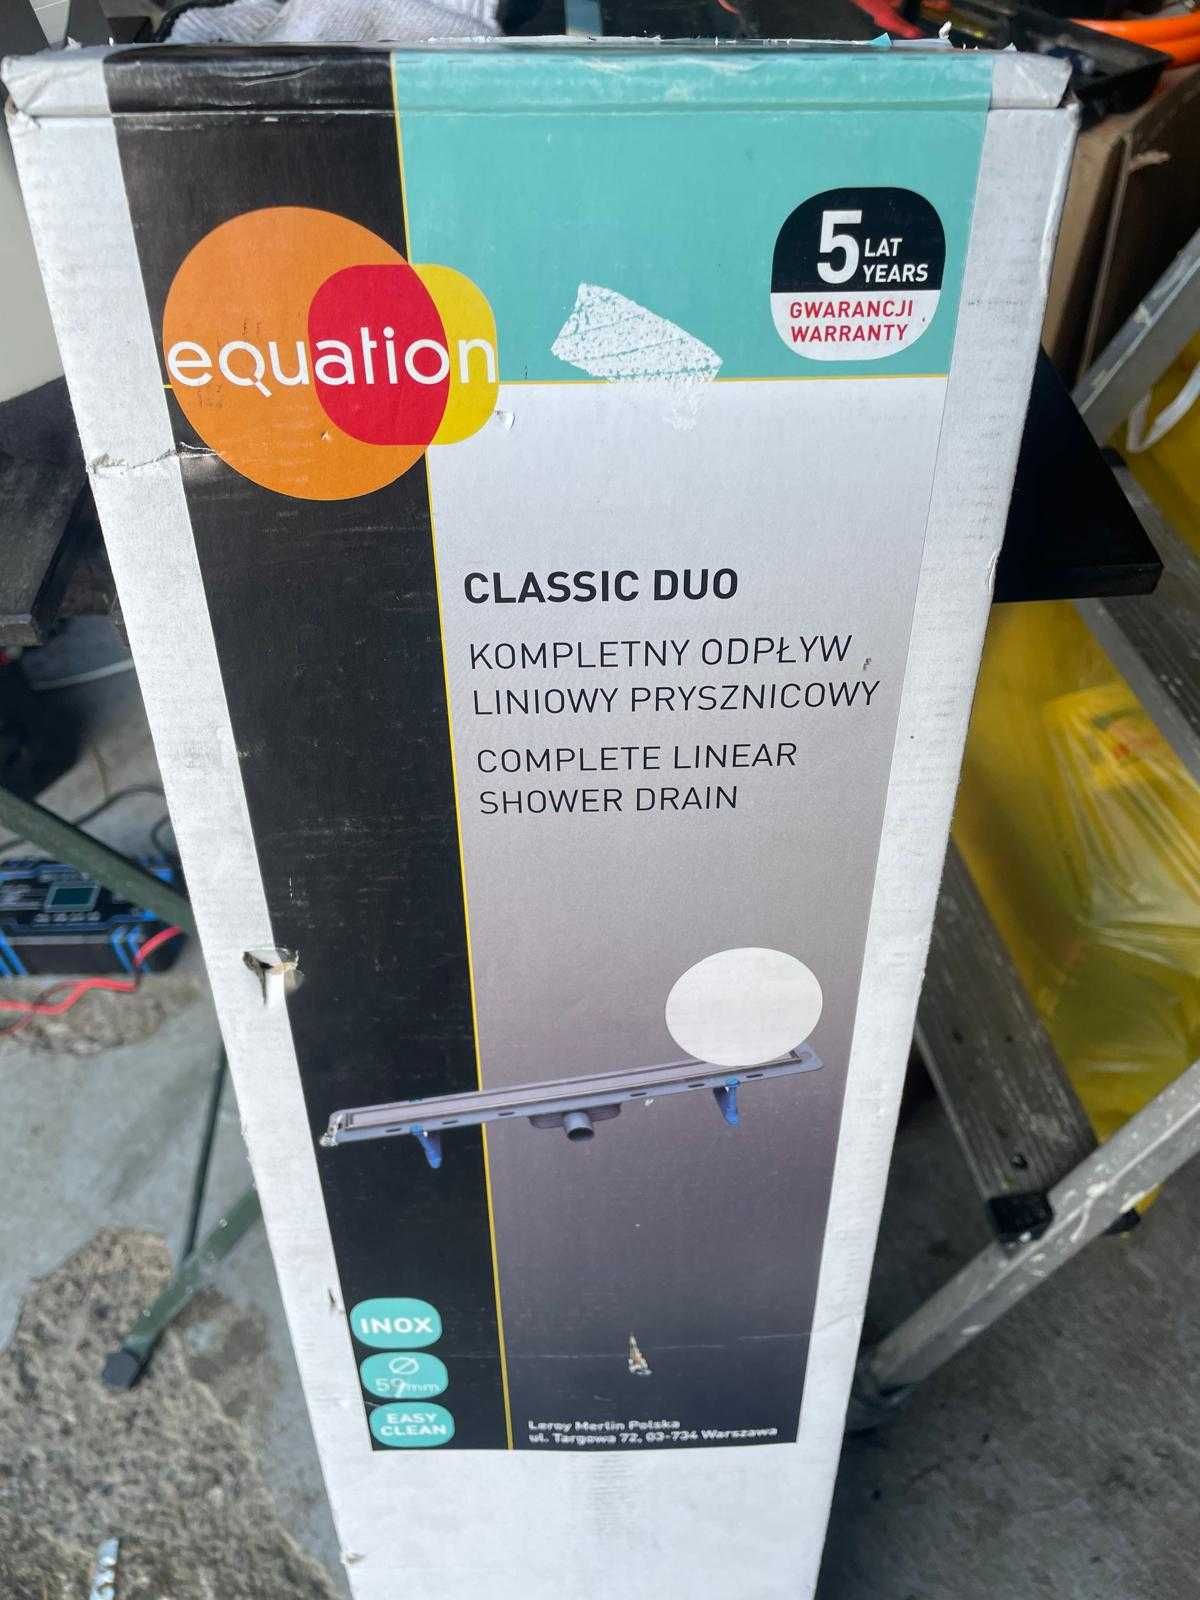 equation
5 LAT
YEARS
GWARANCJI
WARRANTY
CLASSIC DUO
KOMPLETNY ODPŁYW
LINIOWY PRYSZNICOWY
COMPLETE LINEAR
SHOWER DRAIN
INOX
Ø
59mm
EASY
CLEAN
Leroy Merlin Polska
ul. Targowa 72, 03-734 Warszawa